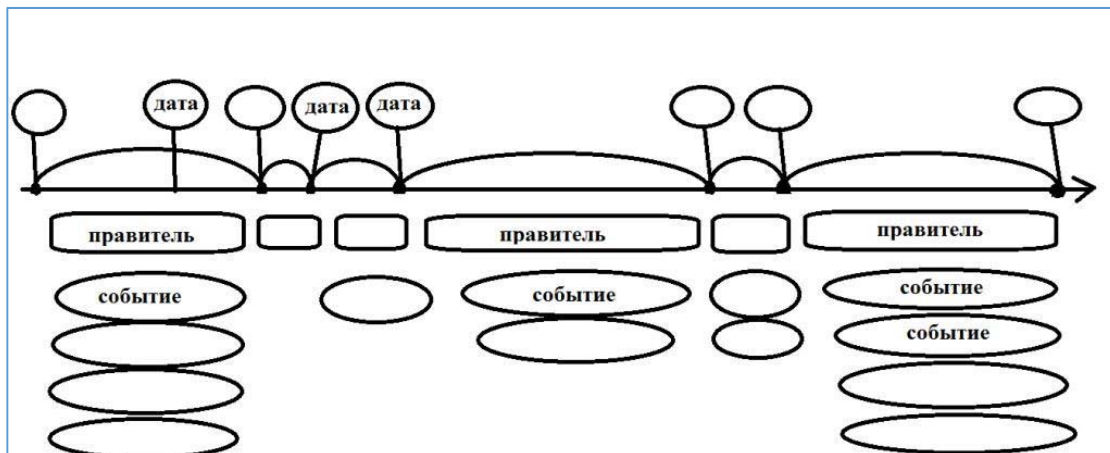 дата
дата
дата
правитель
правитель
правитель
событие
событие
событие
событие